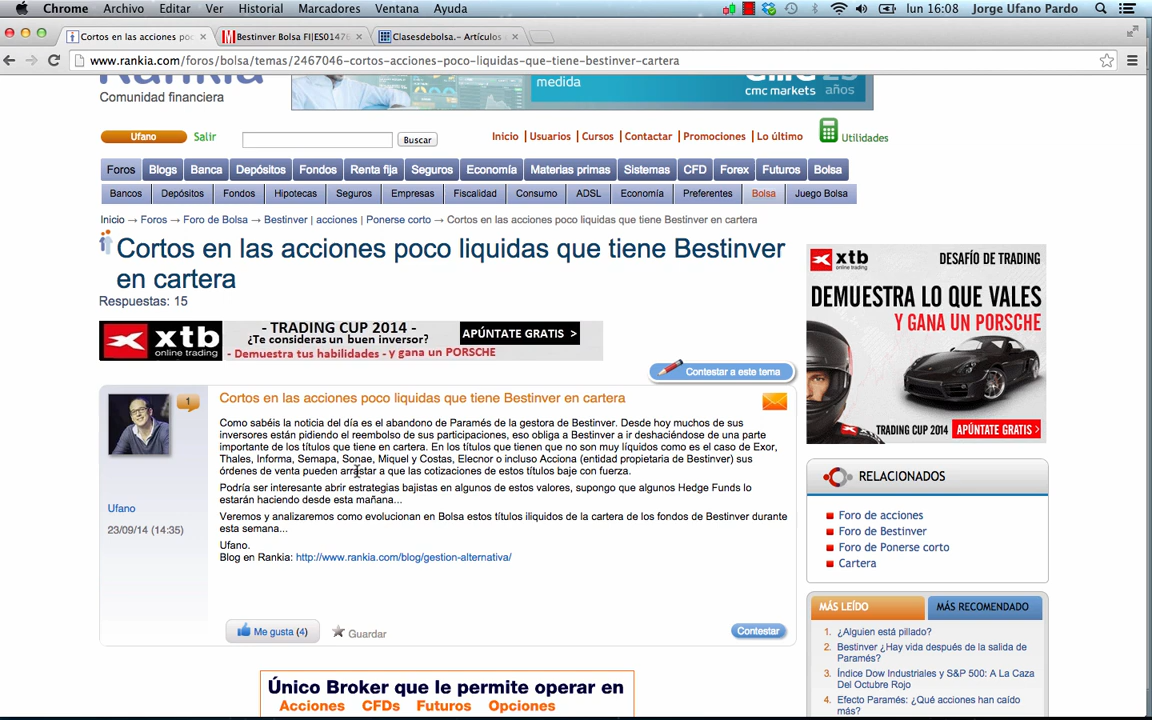 Chrome Archivo Editar Ver Historial Marcadores Ventana Ayuda lun 16:08 Jorge Ufano Pardo
Cortos en las acciones poc × Bestinver Bolsa FI|ES0147 × Clasesdebolsa.- Artículos ×
www.rankia.com/foros/bolsa/temas/2467046-cortos-acciones-poco-liquidas-que-tiene-bestinver-cartera
Comunidad financiera
medida
cmc markets años
Ufano Salir Buscar
Inicio | Usuarios | Cursos | Contactar | Promociones | Lo último Utilidades
Foros Blogs Banca Depósitos Fondos Renta fija Seguros Economía Materias primas Sistemas CFD Forex Futuros Bolsa
Bancos Depósitos Fondos Hipotecas Seguros Empresas Fiscalidad Consumo ADSL Economía Preferentes Bolsa Juego Bolsa
Inicio → Foros → Foro de Bolsa → Bestinver | acciones | Ponerse corto → Cortos en las acciones poco liquidas que tiene Bestinver en cartera
Cortos en las acciones poco liquidas que tiene Bestinver
en cartera
Respuestas: 15
xtb
online trading
- TRADING CUP 2014 -
¿Te consideras un buen inversor?
- Demuestra tus habilidades - y gana un PORSCHE
APÚNTATE GRATIS >
Contestar a este tema
1
Ufano
23/09/14 (14:35)
Cortos en las acciones poco liquidas que tiene Bestinver en cartera
Como sabéis la noticia del día es el abandono de Paramés de la gestora de Bestinver. Desde hoy muchos de sus
inversores están pidiendo el reembolso de sus participaciones, eso obliga a Bestinver a ir deshaciéndose de una parte
importante de los títulos que tiene en cartera. En los títulos que tienen que no son muy líquidos como es el caso de Exor,
Thales, Informa, Semapa, Sonae, Miquel y Costas, Elecnor o incluso Acciona (entidad propietaria de Bestinver) sus
órdenes de venta pueden arrastar a que las cotizaciones de estos títulos baje con fuerza.
Podría ser interesante abrir estrategias bajistas en algunos de estos valores, supongo que algunos Hedge Funds lo
estarán haciendo desde esta mañana...
Veremos y analizaremos como evolucionan en Bolsa estos títulos iliquidos de la cartera de los fondos de Bestinver durante
esta semana...
Ufano.
Blog en Rankia: http://www.rankia.com/blog/gestion-alternativa/
Me gusta (4) Guardar Contestar
Único Broker que le permite operar en
Acciones CFDs Futuros Opciones
xtb
online trading
DESAFÍO DE TRADING
DEMUESTRA LO QUE VALES
Y GANA UN PORSCHE
TRADING CUP 2014 APÚNTATE GRATIS >
RELACIONADOS
Foro de acciones
Foro de Bestinver
Foro de Ponerse corto
Cartera
MÁS LEÍDO MÁS RECOMENDADO
1. ¿Alguien está pillado?
2. Bestinver ¿Hay vida después de la salida de
Paramés?
3. Índice Dow Industriales y S&P 500: A La Caza
Del Octubre Rojo
4. Efecto Paramés: ¿Qué acciones han caído
más?